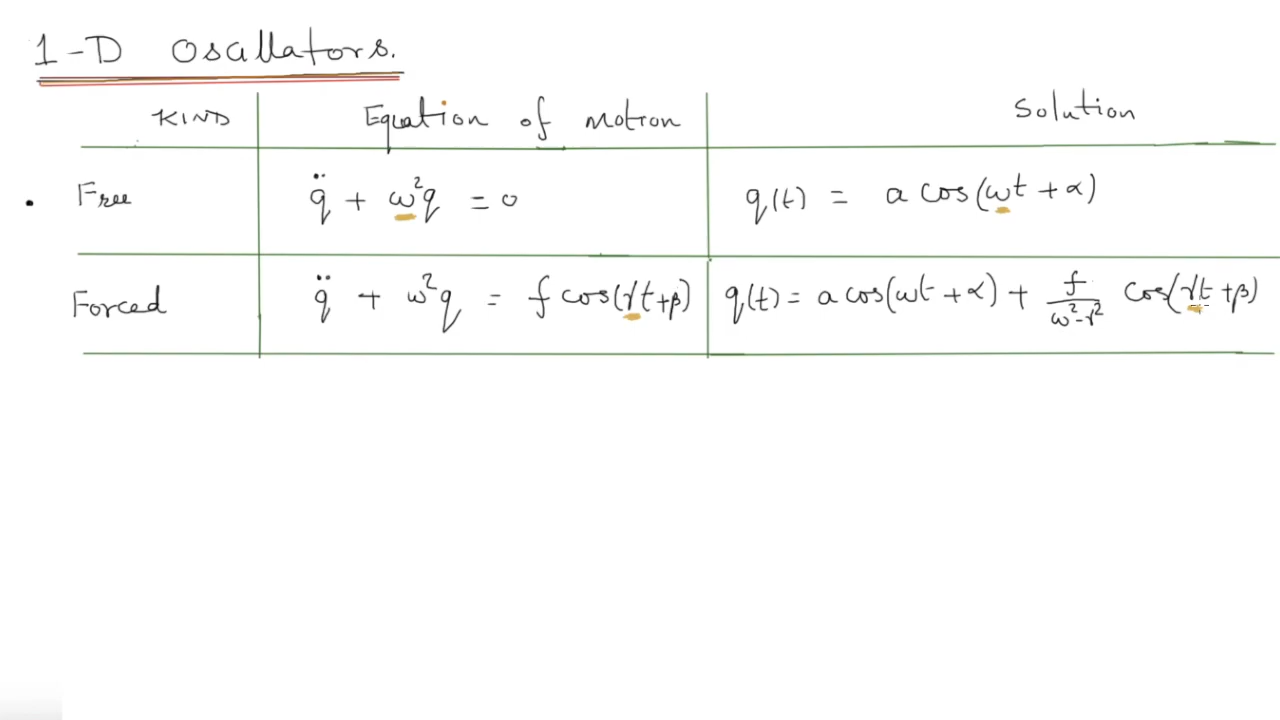 1-D Oscillators.
KIND Equation of motion Solution
Free q̈ + ω²q = 0 q(t) = a cos(ωt + α)
Forced q̈ + ω²q = f cos(γt+β) q(t) = a cos(ωt + α) + f/(ω²-γ²) cos(γt+β)